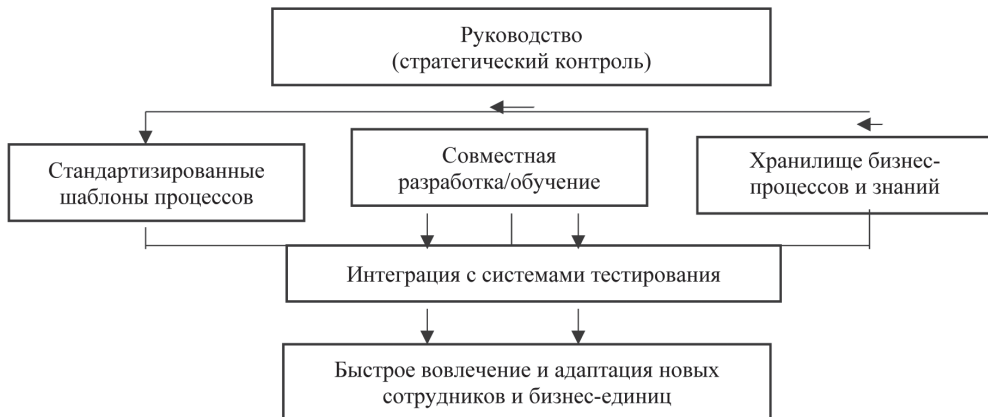 Руководство
(стратегический контроль)
Стандартизированные
шаблоны процессов
Совместная
разработка/обучение
Хранилище бизнес-
процессов и знаний
Интеграция с системами тестирования
Быстрое вовлечение и адаптация новых
сотрудников и бизнес-единиц